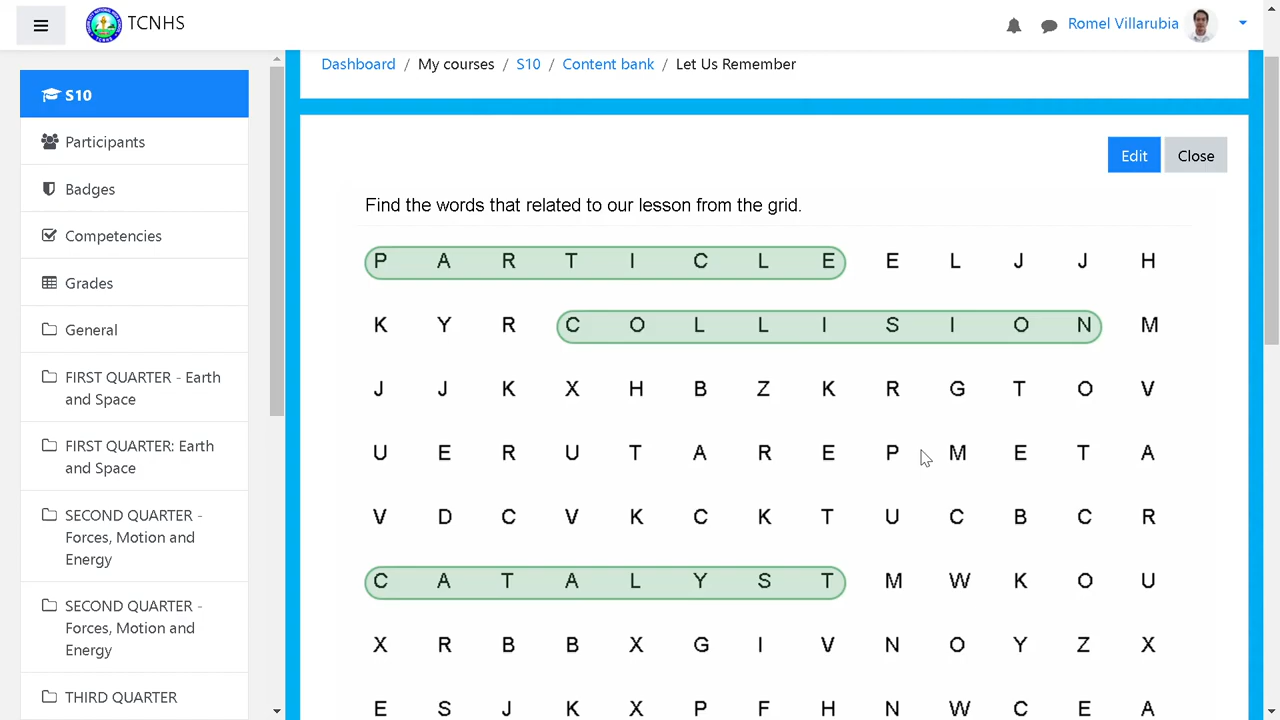 TCNHS
Romel Villarubia
Dashboard / My courses / S10 / Content bank / Let Us Remember
S10
Participants
Badges
Competencies
Grades
General
FIRST QUARTER - Earth
and Space
FIRST QUARTER: Earth
and Space
SECOND QUARTER -
Forces, Motion and
Energy
SECOND QUARTER -
Forces, Motion and
Energy
THIRD QUARTER
Edit Close
Find the words that related to our lesson from the grid.
P A R T I C L E E L J J H
K Y R C O L L I S I O N M
J J K X H B Z K R G T O V
U E R U T A R E P M E T A
V D C V K C K T U C B C R
C A T A L Y S T M W K O U
X R B B X G I V N O Y Z X
E S J K X P F H N W C E A